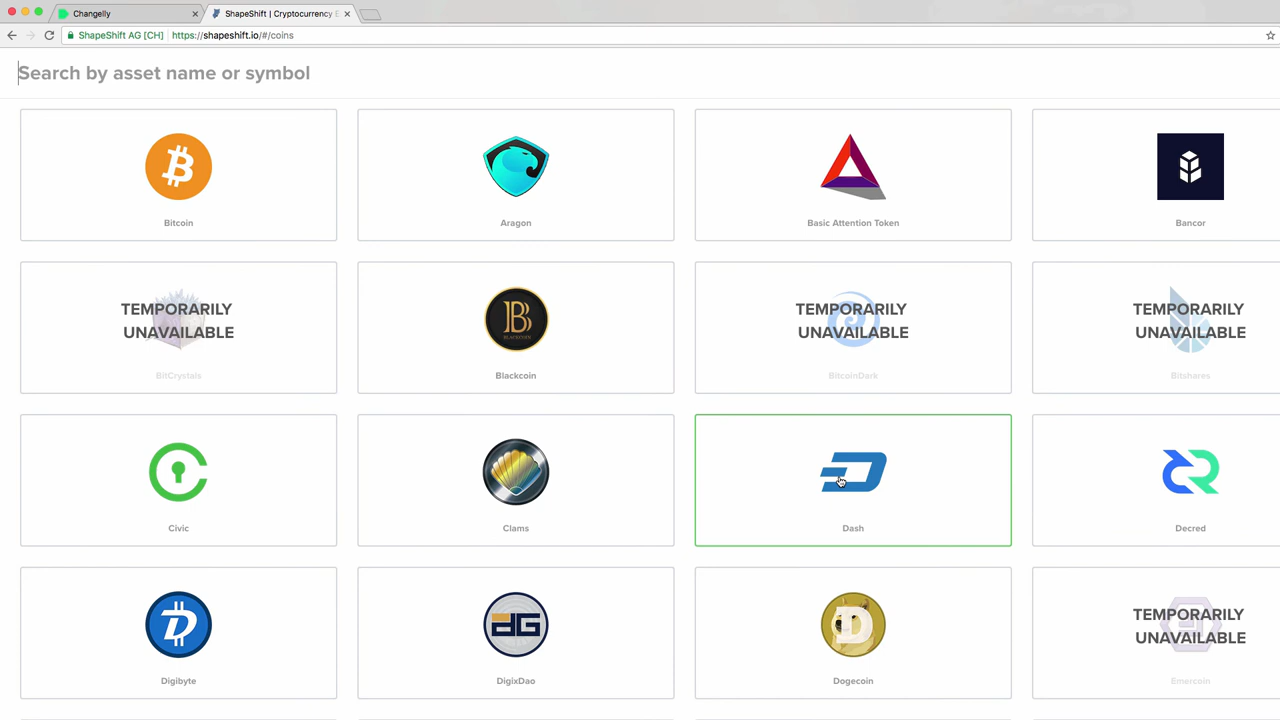 Changelly
ShapeShift | Cryptocurrency E
ShapeShift AG [CH] https://shapeshift.io/#/coins
Search by asset name or symbol
Bitcoin
Aragon
Basic Attention Token
Bancor
TEMPORARILY
UNAVAILABLE
BitCrystals
BLACKCOIN
Blackcoin
TEMPORARILY
UNAVAILABLE
BitcoinDark
TEMPORARILY
UNAVAILABLE
Bitshares
Civic
Clams
Dash
Decred
Digibyte
DigixDao
Dogecoin
TEMPORARILY
UNAVAILABLE
Emercoin